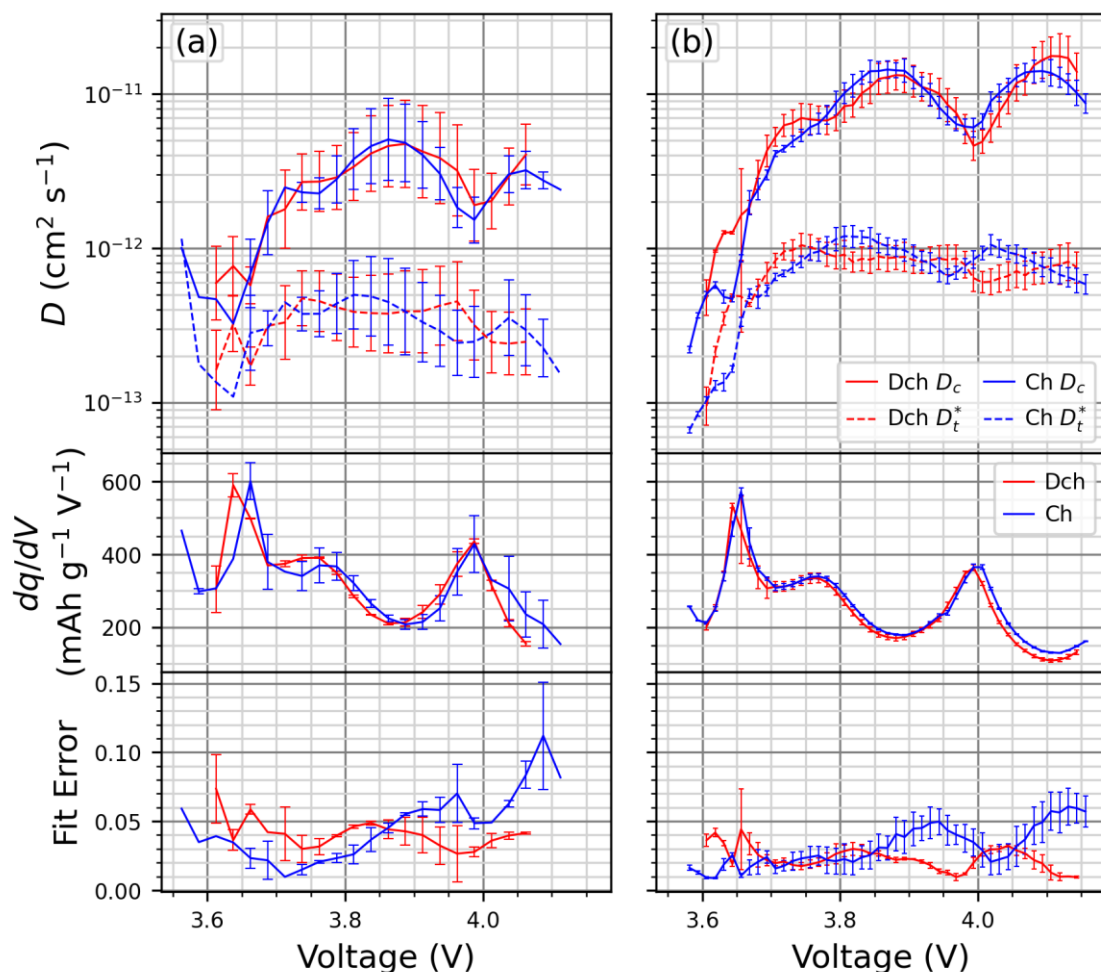 (a)
(b)
D (cm² s⁻¹)
10⁻¹¹
10⁻¹²
10⁻¹³
Dch D_c
Ch D_c
Dch D_t^*
Ch D_t^*
dq/dV
(mAh g⁻¹ V⁻¹)
600
400
200
Dch
Ch
Fit Error
0.15
0.10
0.05
0.00
3.6 3.8 4.0
3.6 3.8 4.0
Voltage (V)
Voltage (V)